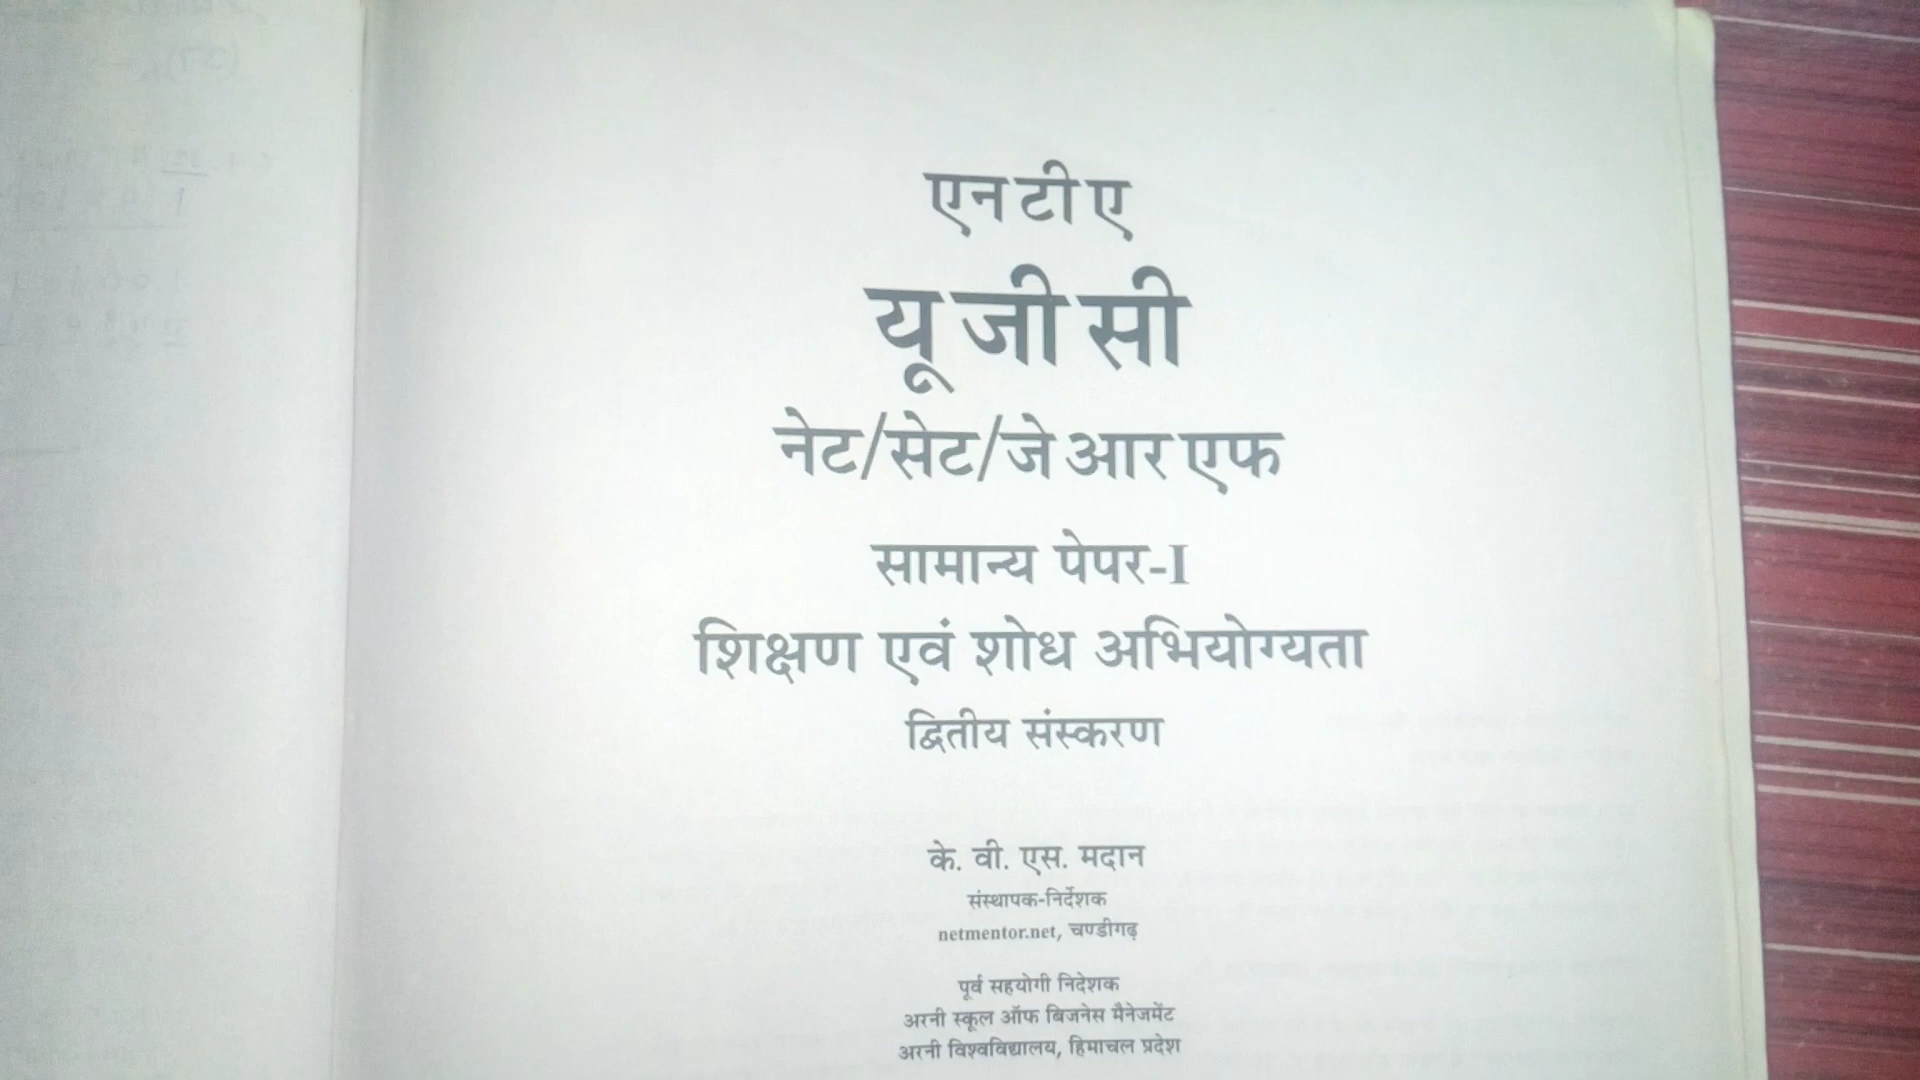 एन टी ए
यू जी सी
नेट/सेट/जे आर एफ
सामान्य पेपर-I
शिक्षण एवं शोध अभियोग्यता
द्वितीय संस्करण
के. वी. एस. मदान
संस्थापक-निर्देशक
netmentor.net, चण्डीगढ़
पूर्व सहयोगी निदेशक
अरनी स्कूल ऑफ बिजनेस मैनेजमेंट
अरनी विश्वविद्यालय, हिमाचल प्रदेश